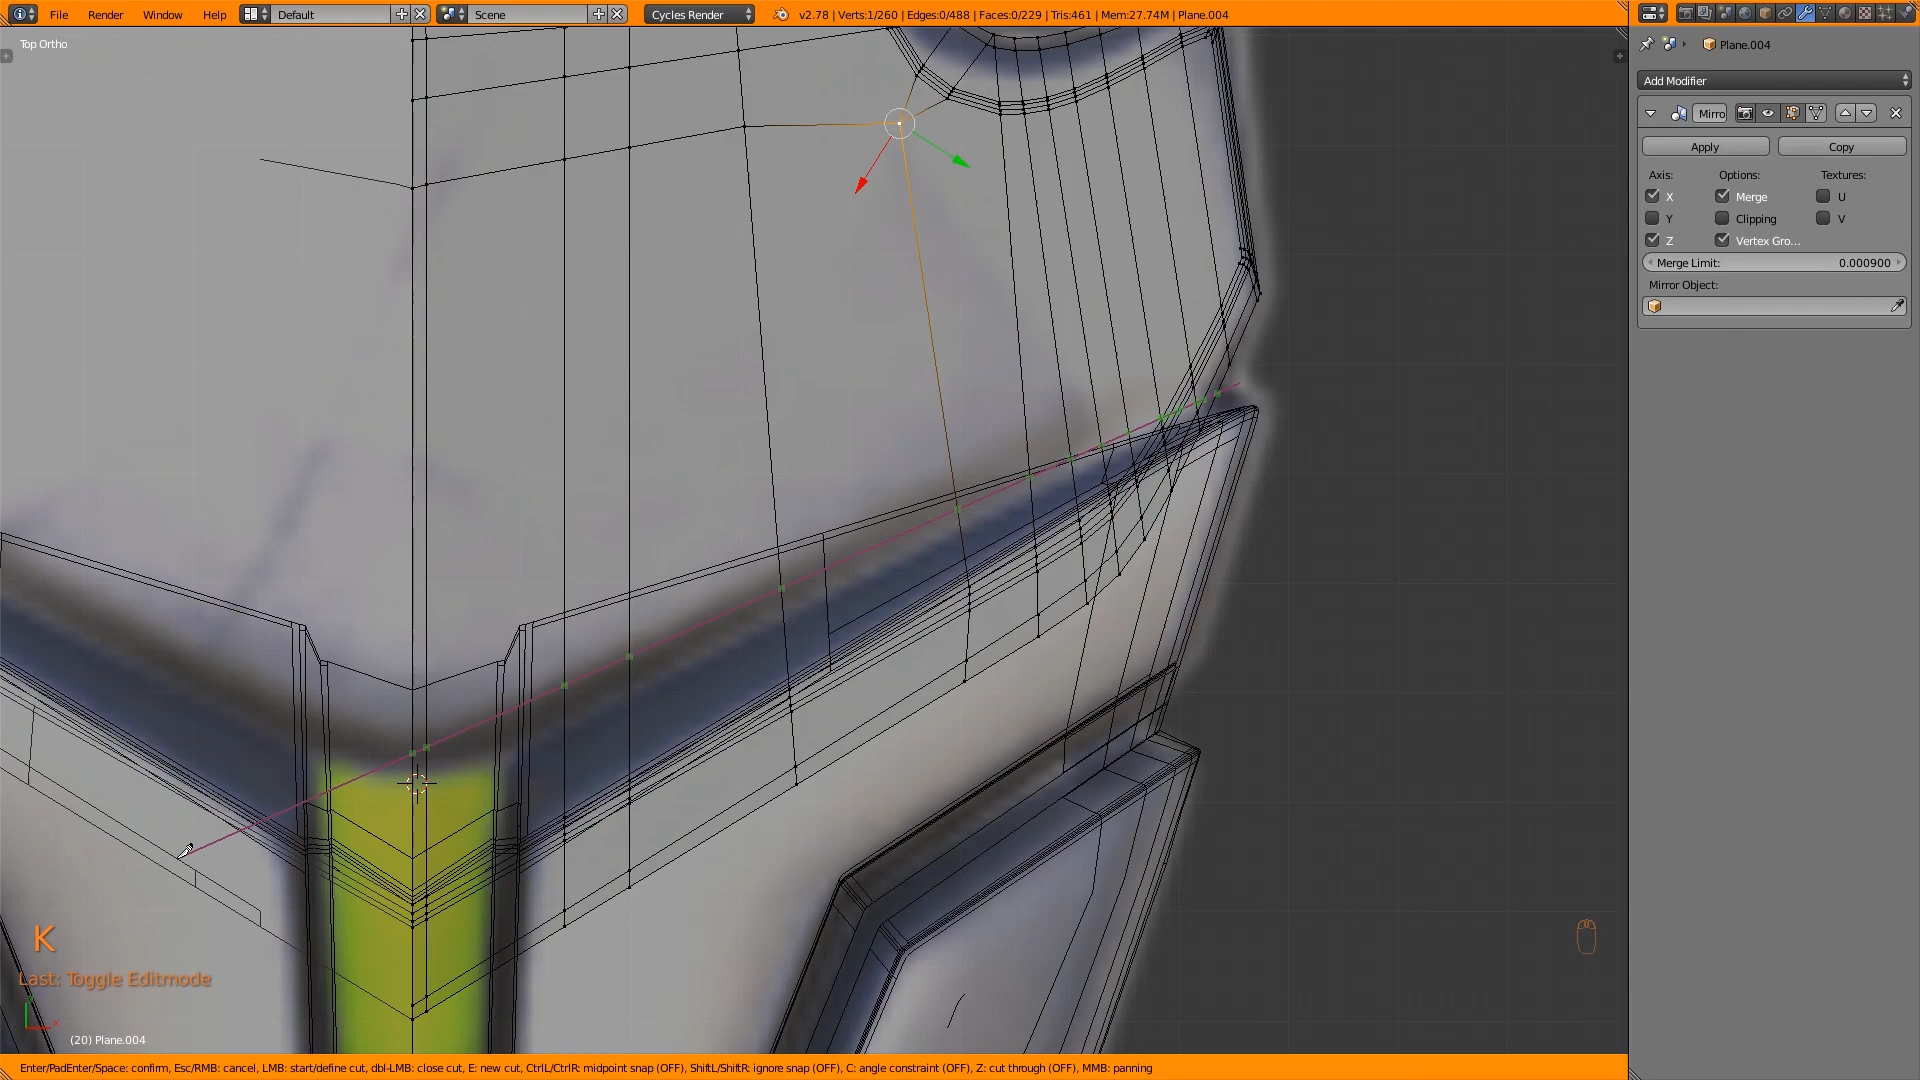 File Render Window Help Default Scene Cycles Render v2.78 | Verts:1/260 | Edges:0/488 | Faces:0/229 | Tris:461 | Mem:27.74M | Plane.004
Top Ortho
Plane.004
Add Modifier
Mirro
Apply Copy
Axis: Options: Textures:
X Merge U
Y Clipping V
Z Vertex Gro...
Merge Limit: 0.000900
Mirror Object:
K
Last: Toggle Editmode
x
(20) Plane.004
Enter/PadEnter/Space: confirm, Esc/RMB: cancel, LMB: start/define cut, dbl-LMB: close cut, E: new cut, CtrlL/CtrlR: midpoint snap (OFF), ShiftL/ShiftR: ignore snap (OFF), C: angle constraint (OFF), Z: cut through (OFF), MMB: panning